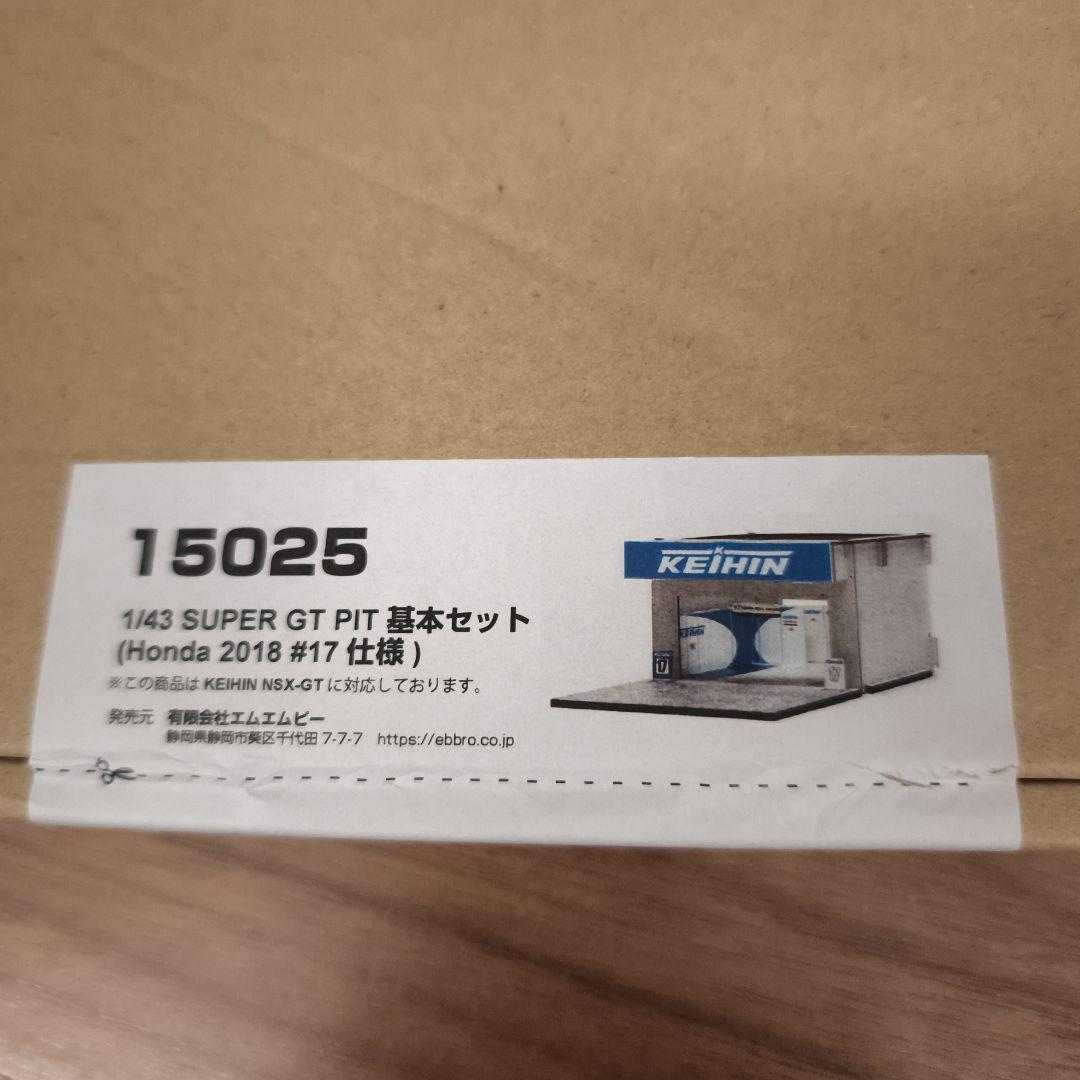 15025
1/43 SUPER GT PIT 基本セット
(Honda 2018 #17 仕様 )
※この商品は KEIHIN NSX-GT に対応しております。
発売元 有限会社エムエムピー
静岡県静岡市葵区千代田 7-7-7 https://ebbro.co.jp
KEIHIN
KEIHIN
17
17